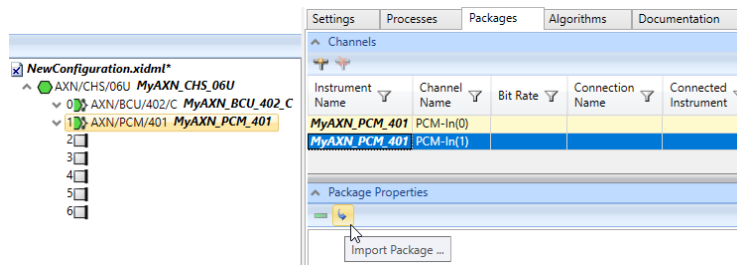 Settings Processes Packages Algorithms Documentation
Channels
Instrument Name Channel Name Bit Rate Connection Name Connected Instrument
MyAXN_PCM_401 PCM-In(0)
MyAXN_PCM_401 PCM-In(1)
Package Properties
Import Package ...
NewConfiguration.xidml*
AXN/CHS/06U MyAXN_CHS_06U
0 AXN/BCU/402/C MyAXN_BCU_402_C
1 AXN/PCM/401 MyAXN_PCM_401
2
3
4
5
6